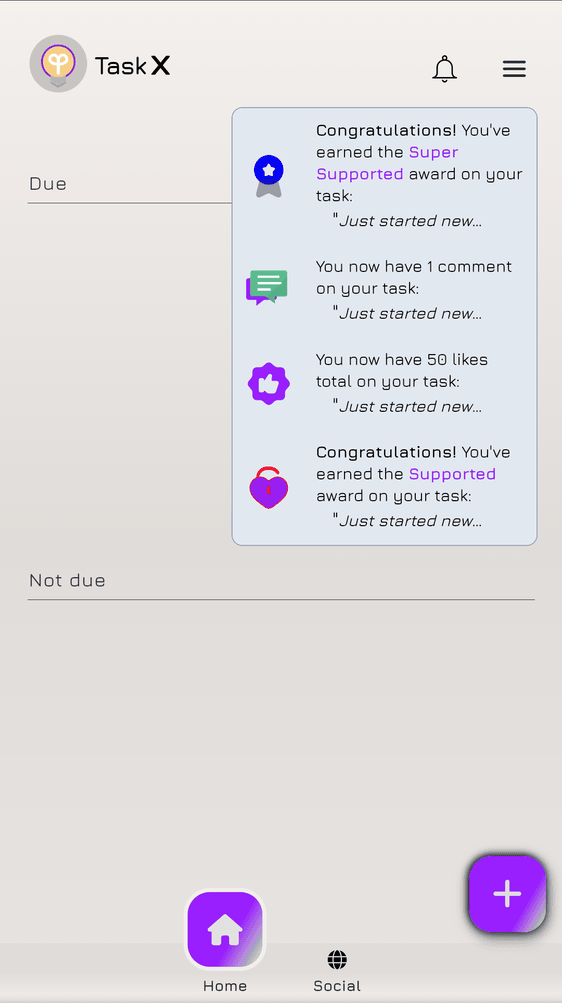 Task X
Congratulations! You've
earned the Super
Supported award on your
task:
"Just started new...
Due
You now have 1 comment
on your task:
"Just started new...
You now have 50 likes
total on your task:
"Just started new...
Congratulations! You've
earned the Supported
award on your task:
"Just started new...
Not due
Home
Social